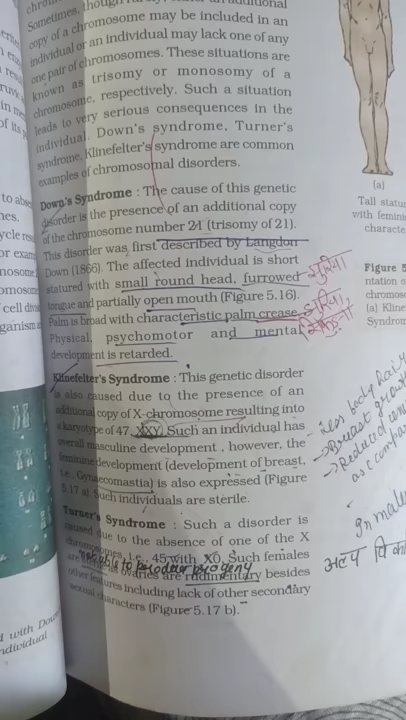 Sometimes, though
additional
copy of a chromosome may be included in an
individual or an individual may lack one of any
one pair of chromosomes. These situations are
known as trisomy or monosomy of a
chromosome, respectively. Such a situation
leads to very serious consequences in the
individual. Down's syndrome, Turner's
syndrome, Klinefelter's syndrome are common
examples of chromosomal disorders.
Down's Syndrome : The cause of this genetic
disorder is the presence of an additional copy
of the chromosome number 21 (trisomy of 21).
This disorder was first described by Langdon
Down (1866). The affected individual is short
statured with small round head, furrowed
tongue and partially open mouth (Figure 5.16).
Palm is broad with characteristic palm crease.
Physical, psychomotor and mental
development is retarded.
Klinefelter's Syndrome : This genetic disorder
is also caused due to the presence of an
additional copy of X-chromosome resulting into
a karyotype of 47, XXY. Such an individual has
overall masculine development, however, the
feminine development (development of breast,
i.e., Gynaecomastia) is also expressed (Figure
5.17 a). Such individuals are sterile.
Turner's Syndrome : Such a disorder is
caused due to the absence of one of the X
chromosomes, i.e., 45 with X0, Such females
are as ovaries are rudimentary besides
other features including lack of other secondary
sexual characters (Figure 5.17 b).
(a)
Tall statur
with femini
characte
Figure 5
ntation o
chromoso
(a) Kline
Syndrom
Less body hair
→ Breast growth
→ Reduced
as compa
In male
अल्प